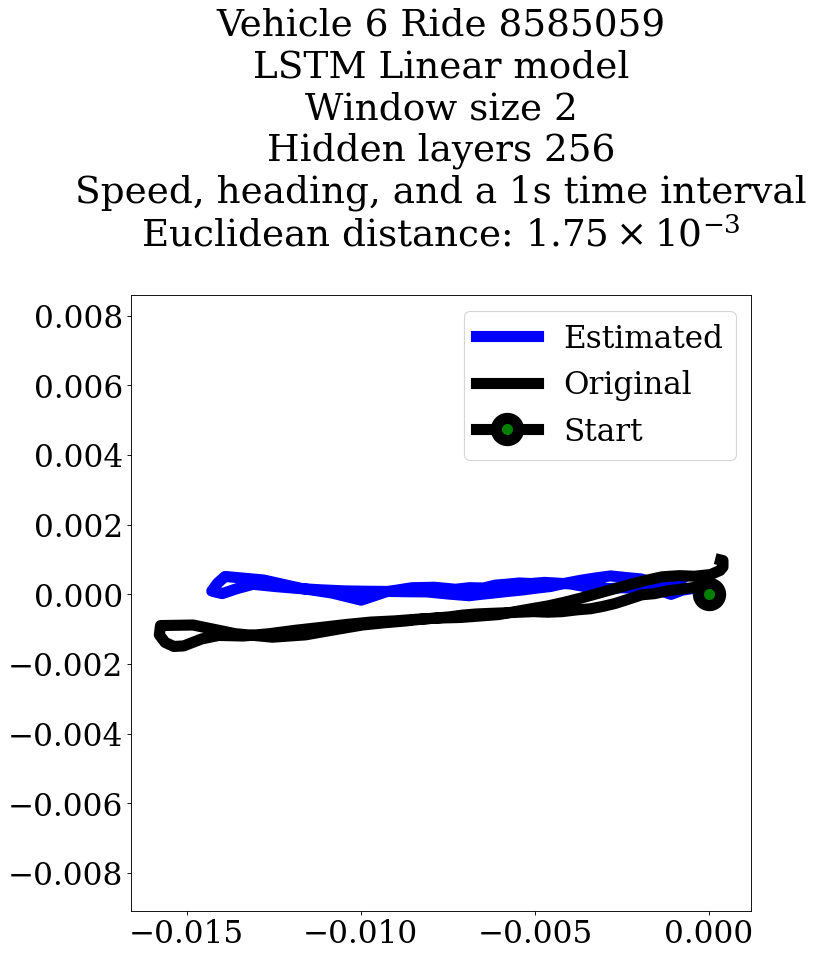 Vehicle 6 Ride 8585059
LSTM Linear model
Window size 2
Hidden layers 256
Speed, heading, and a 1s time interval
Euclidean distance: 1.75 × 10⁻³
Estimated
Original
Start
0.008
0.006
0.004
0.002
0.000
−0.002
−0.004
−0.006
−0.008
−0.015 −0.010 −0.005 0.000